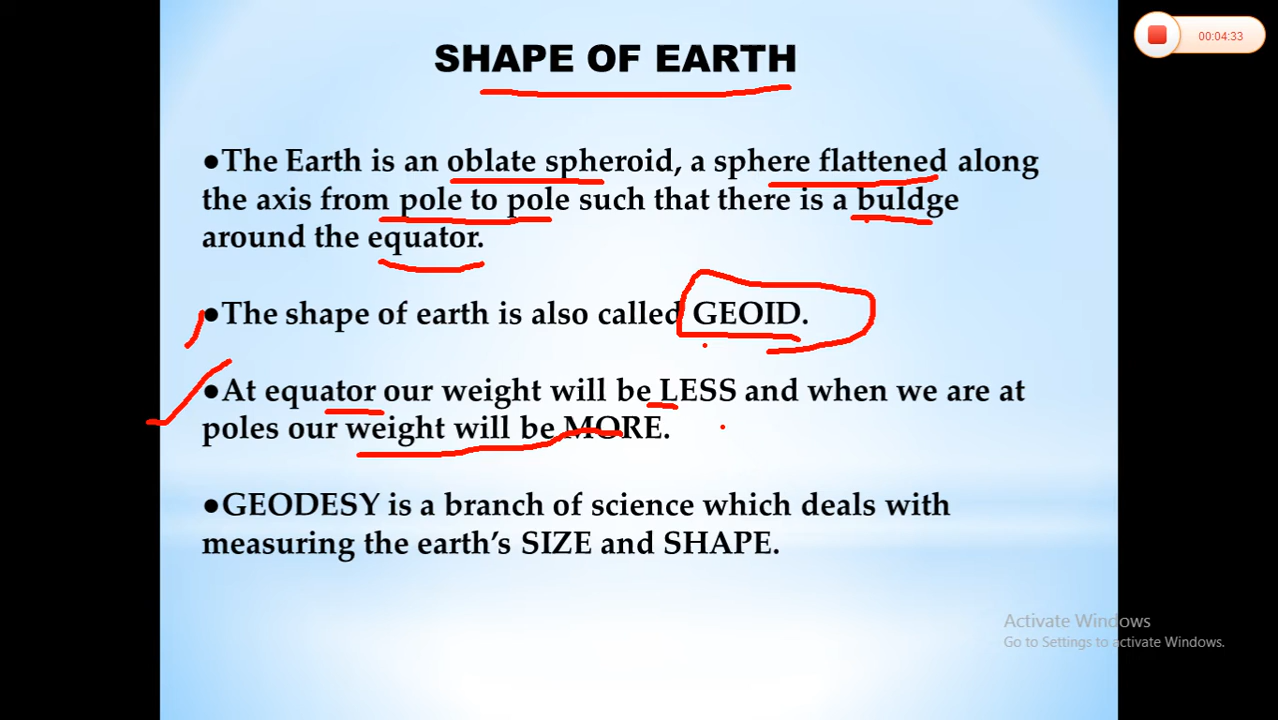 00:04:33
SHAPE OF EARTH
●The Earth is an oblate spheroid, a sphere flattened along
the axis from pole to pole such that there is a buldge
around the equator.
●The shape of earth is also called GEOID.
●At equator our weight will be LESS and when we are at
poles our weight will be MORE.
●GEODESY is a branch of science which deals with
measuring the earth's SIZE and SHAPE.
Activate Windows
Go to Settings to activate Windows.